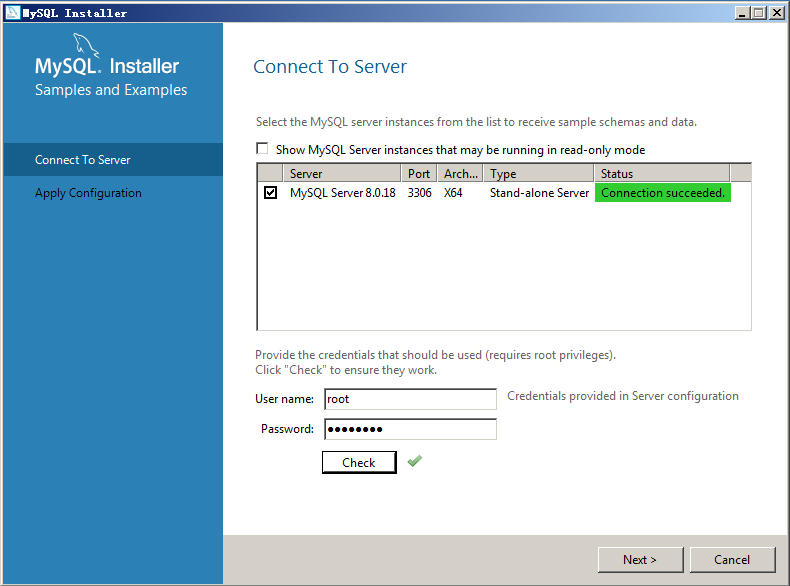 MySQL Installer
MySQL. Installer
Samples and Examples
Connect To Server
Apply Configuration
Connect To Server
Select the MySQL server instances from the list to receive sample schemas and data.
Show MySQL Server instances that may be running in read-only mode
Server Port Arch... Type Status
MySQL Server 8.0.18 3306 X64 Stand-alone Server Connection succeeded.
Provide the credentials that should be used (requires root privileges).
Click "Check" to ensure they work.
User name: root Credentials provided in Server configuration
Password: ●●●●●●●●
Check
Next > Cancel